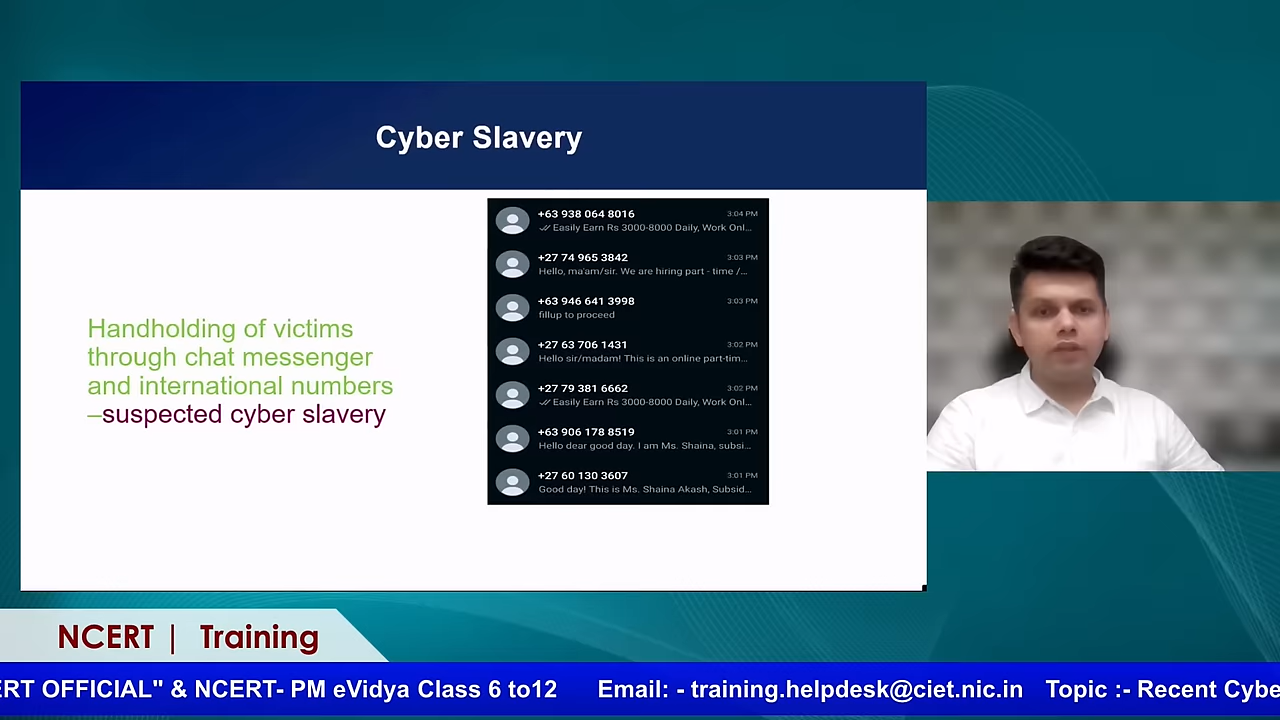 Cyber Slavery
Handholding of victims
through chat messenger
and international numbers
–suspected cyber slavery
+63 938 064 8016 3:04 PM
Easily Earn Rs 3000-8000 Daily, Work Onl...
+27 74 965 3842 3:03 PM
Hello, ma'am/sir. We are hiring part - time /...
+63 946 641 3998 3:03 PM
fillup to proceed
+27 63 706 1431 3:02 PM
Hello sir/madam! This is an online part-tim...
+27 79 381 6662 3:02 PM
Easily Earn Rs 3000-8000 Daily, Work Onl...
+63 906 178 8519 3:01 PM
Hello dear good day. I am Ms. Shaina, subsi...
+27 60 130 3607 3:01 PM
Good day! This is Ms. Shaina Akash, Subsid...
NCERT | Training
ERT OFFICIAL" & NCERT- PM eVidya Class 6 to12 Email: - training.helpdesk@ciet.nic.in Topic :- Recent Cybe